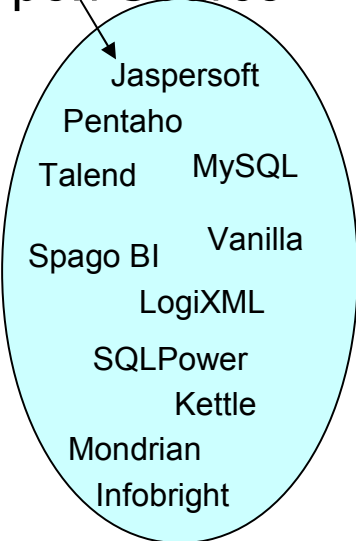 Jaspersoft
Pentaho
Talend
MySQL
Vanilla
Spago BI
LogiXML
SQLPower
Kettle
Mondrian
Infobright